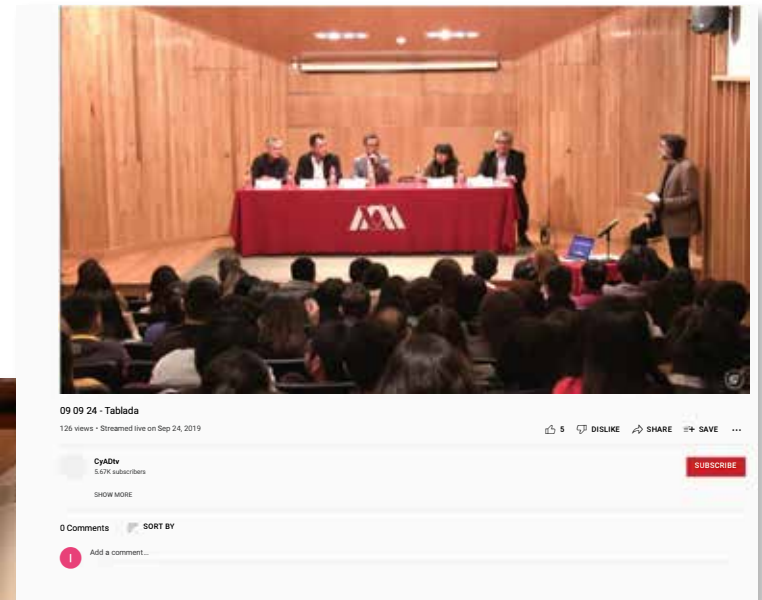 09 09 24 - Tablada
126 views • Streamed live on Sep 24, 2019
5 DISLIKE SHARE SAVE ...
CyADtv
5.67K subscribers
SUBSCRIBE
SHOW MORE
0 Comments SORT BY
I Add a comment...